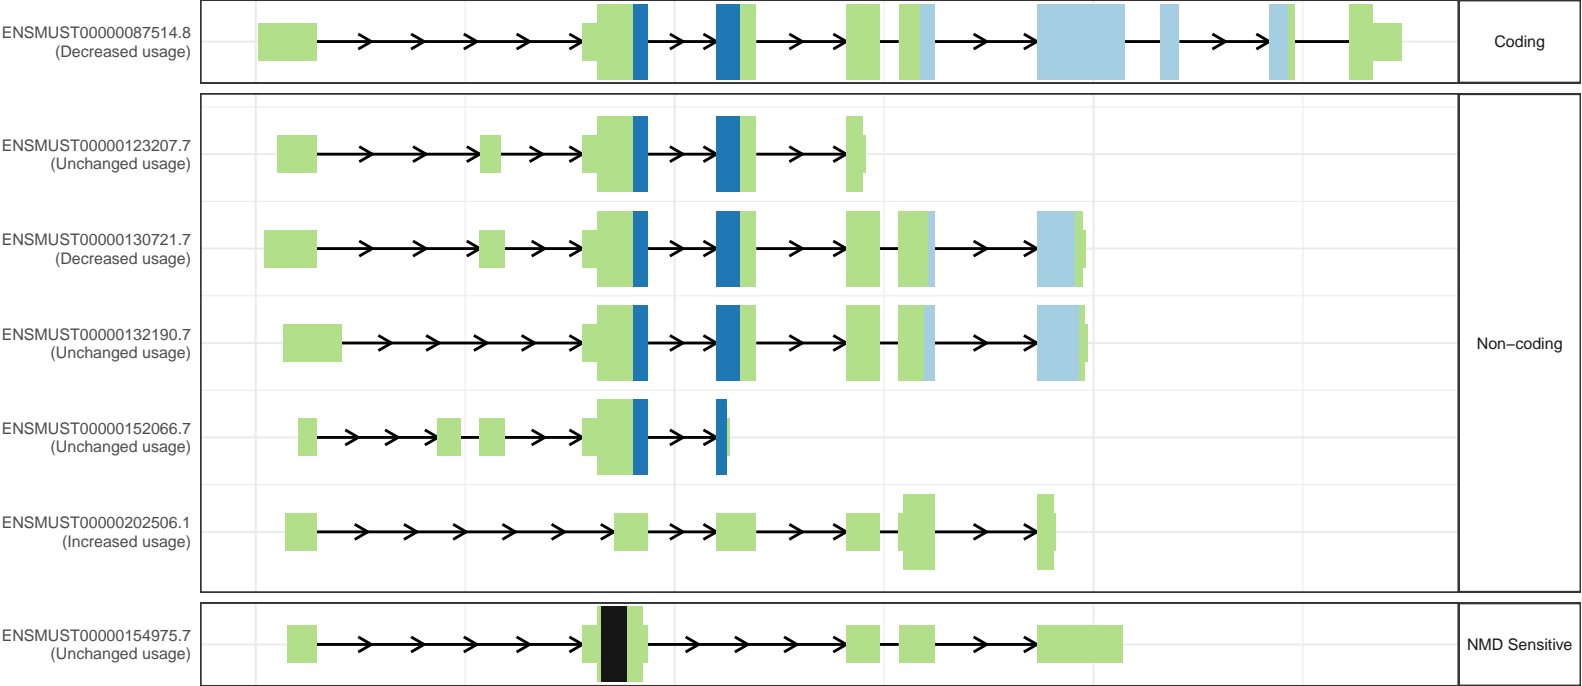 ENSMUST00000087514.8
(Decreased usage)
Coding
ENSMUST00000123207.7
(Unchanged usage)
ENSMUST00000130721.7
(Decreased usage)
ENSMUST00000132190.7
(Unchanged usage)
Non−coding
ENSMUST00000152066.7
(Unchanged usage)
ENSMUST00000202506.1
(Increased usage)
ENSMUST00000154975.7
(Unchanged usage)
NMD Sensitive